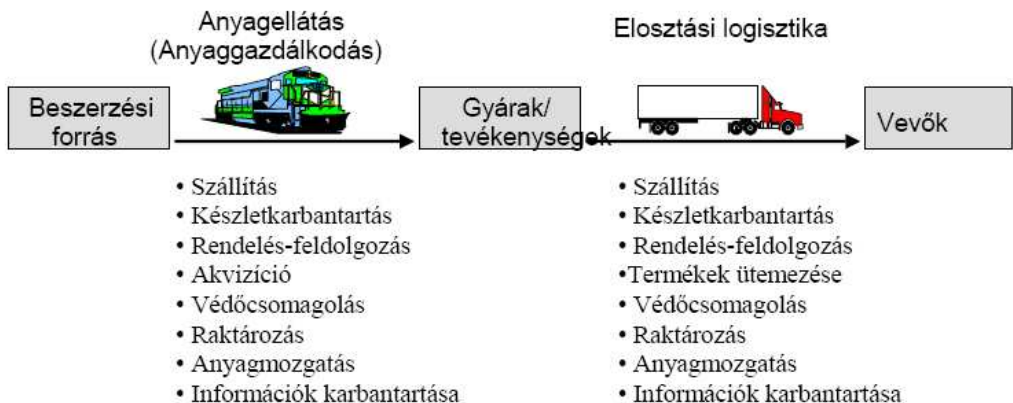 Anyagellátás
(Anyaggazdálkodás)
Elosztási logisztika
Beszerzési
forrás
Gyárak/
tevékenységek
Vevők
• Szállítás
• Készletkarbantartás
• Rendelés-feldolgozás
• Akvizíció
• Védőcsomagolás
• Raktározás
• Anyagmozgatás
• Információk karbantartása
• Szállítás
• Készletkarbantartás
• Rendelés-feldolgozás
•Termékek ütemezése
• Védőcsomagolás
• Raktározás
• Anyagmozgatás
• Információk karbantartása